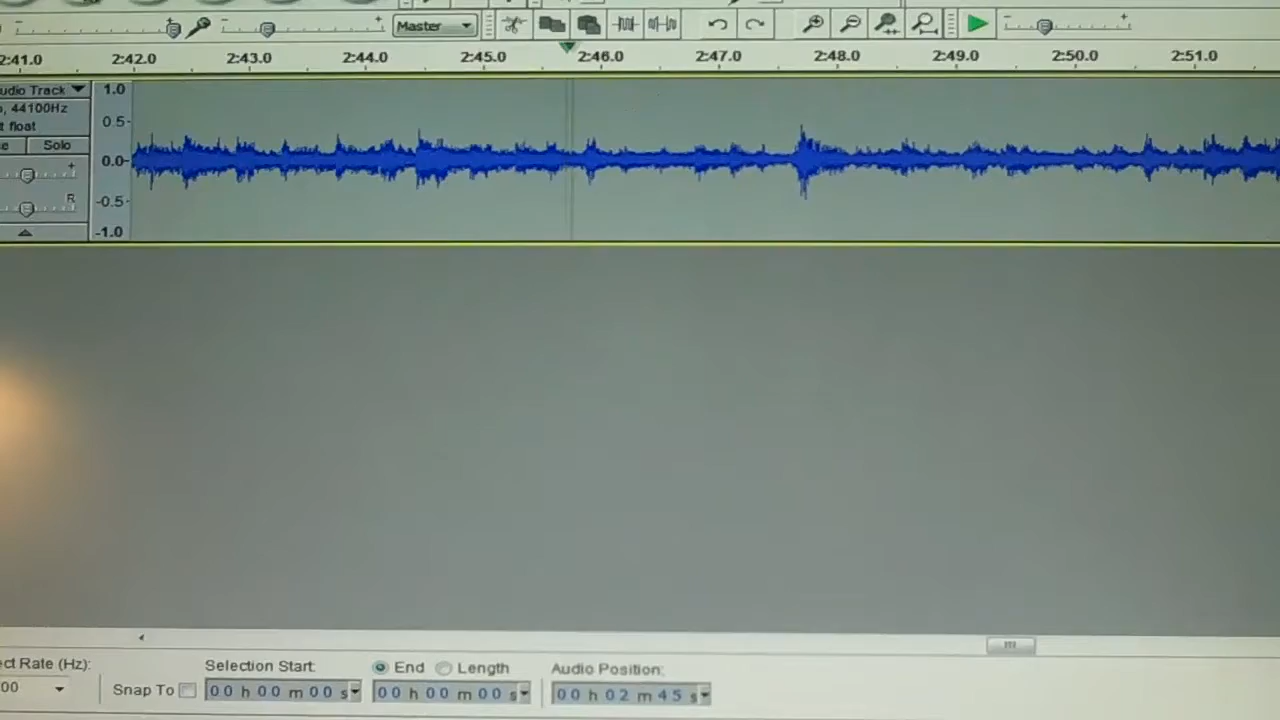 Master
2:41.0 2:42.0 2:43.0 2:44.0 2:45.0 2:46.0 2:47.0 2:48.0 2:49.0 2:50.0 2:51.0
Track
44100Hz
float
Solo
R
1.0
0.5-
0.0-
-0.5-
-1.0
Rate (Hz):
Snap To
Selection Start:
00 h 00 m 00 s
End Length
00 h 00 m 00 s
Audio Position:
00 h 02 m 45 s